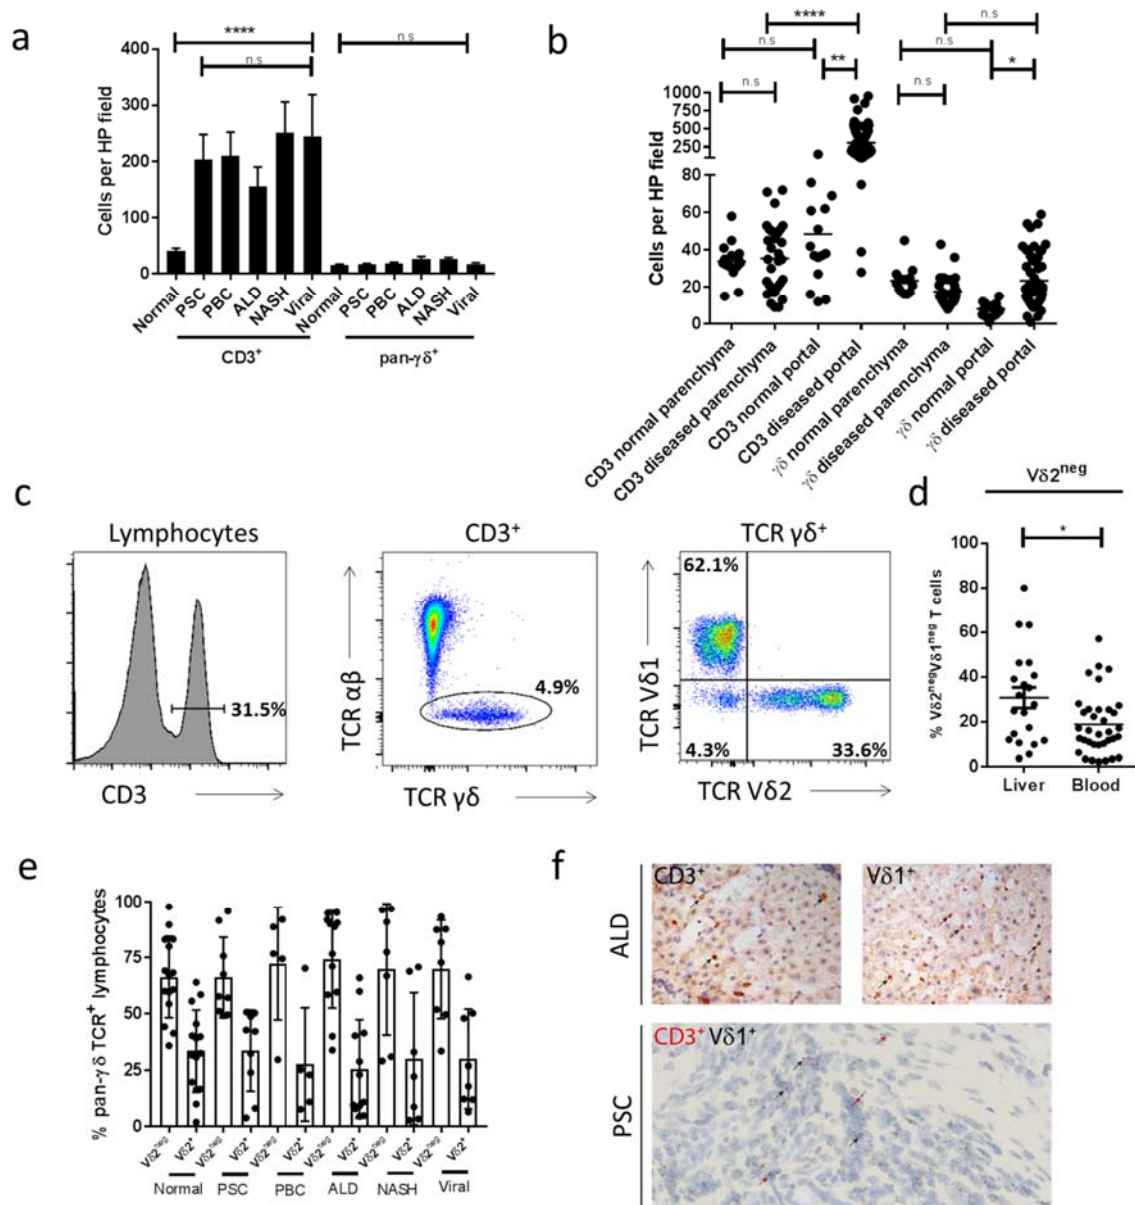 a
****
n.s
n.s
Cells per HP field
400
300
200
100
0
Normal
PSC
PBC
ALD
NASH
Viral
Normal
PSC
PBC
ALD
NASH
Viral
CD3⁺
pan-γδ⁺
b
****
n.s
n.s
n.s
**
n.s
*
n.s
Cells per HP field
1000
750
500
250
80
60
40
20
0
CD3 normal parenchyma
CD3 diseased parenchyma
CD3 normal portal
CD3 diseased portal
γδ normal parenchyma
γδ diseased parenchyma
γδ normal portal
γδ diseased portal
c
Lymphocytes
31.5%
CD3
CD3⁺
TCR αβ
4.9%
TCR γδ
TCR γδ⁺
TCR Vδ1
62.1%
4.3%
33.6%
TCR Vδ2
d
Vδ2ⁿᵉᵍ
*
% Vδ2ⁿᵉᵍVδ1ⁿᵉᵍ T cells
100
80
60
40
20
0
Liver Blood
e
% pan-γ δ TCR⁺ lymphocytes
100
75
50
25
0
Vδ2ⁿᵉᵍ
Vδ2⁺
Vδ2ⁿᵉᵍ
Vδ2⁺
Vδ2ⁿᵉᵍ
Vδ2⁺
Vδ2ⁿᵉᵍ
Vδ2⁺
Vδ2ⁿᵉᵍ
Vδ2⁺
Vδ2ⁿᵉᵍ
Vδ2⁺
Normal PSC PBC ALD NASH Viral
f
ALD
CD3⁺
Vδ1⁺
PSC
CD3⁺ Vδ1⁺